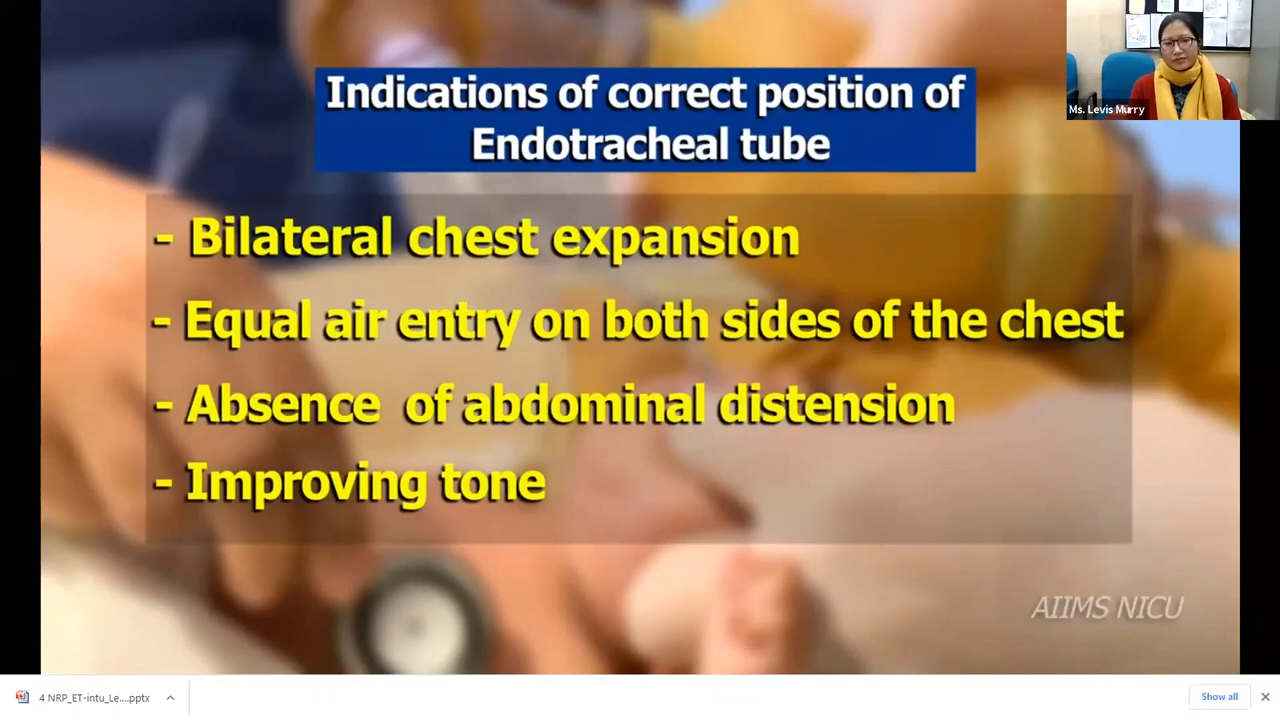 Indications of correct position of
Endotracheal tube
Ms. Levis Murry
- Bilateral chest expansion
- Equal air entry on both sides of the chest
- Absence of abdominal distension
- Improving tone
AIIMS NICU
4 NRP_ET-intu_Le....pptx
Show all